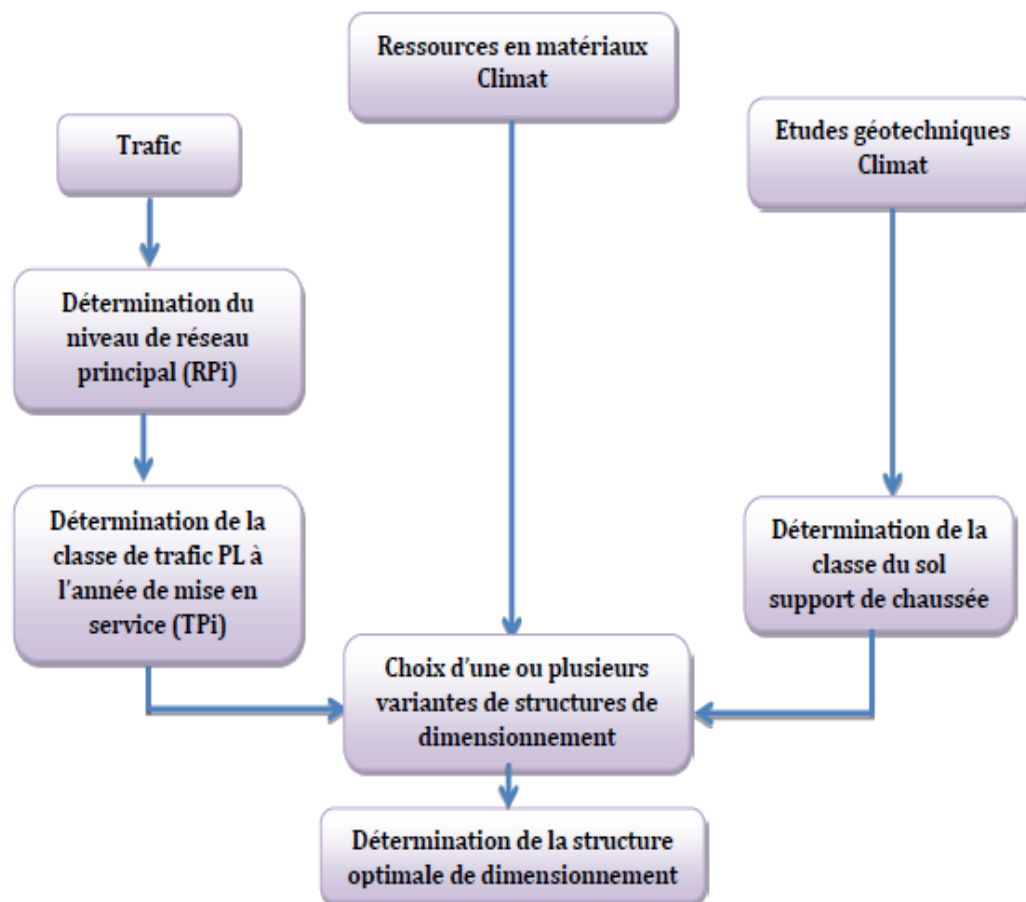 Ressources en matériaux
Climat
Trafic
Etudes géotechniques
Climat
Détermination du
niveau de réseau
principal (RPi)
Détermination de la
classe de trafic PL à
l'année de mise en
service (TPi)
Détermination de la
classe du sol
support de chaussée
Choix d'une ou plusieurs
variantes de structures de
dimensionnement
Détermination de la structure
optimale de dimensionnement